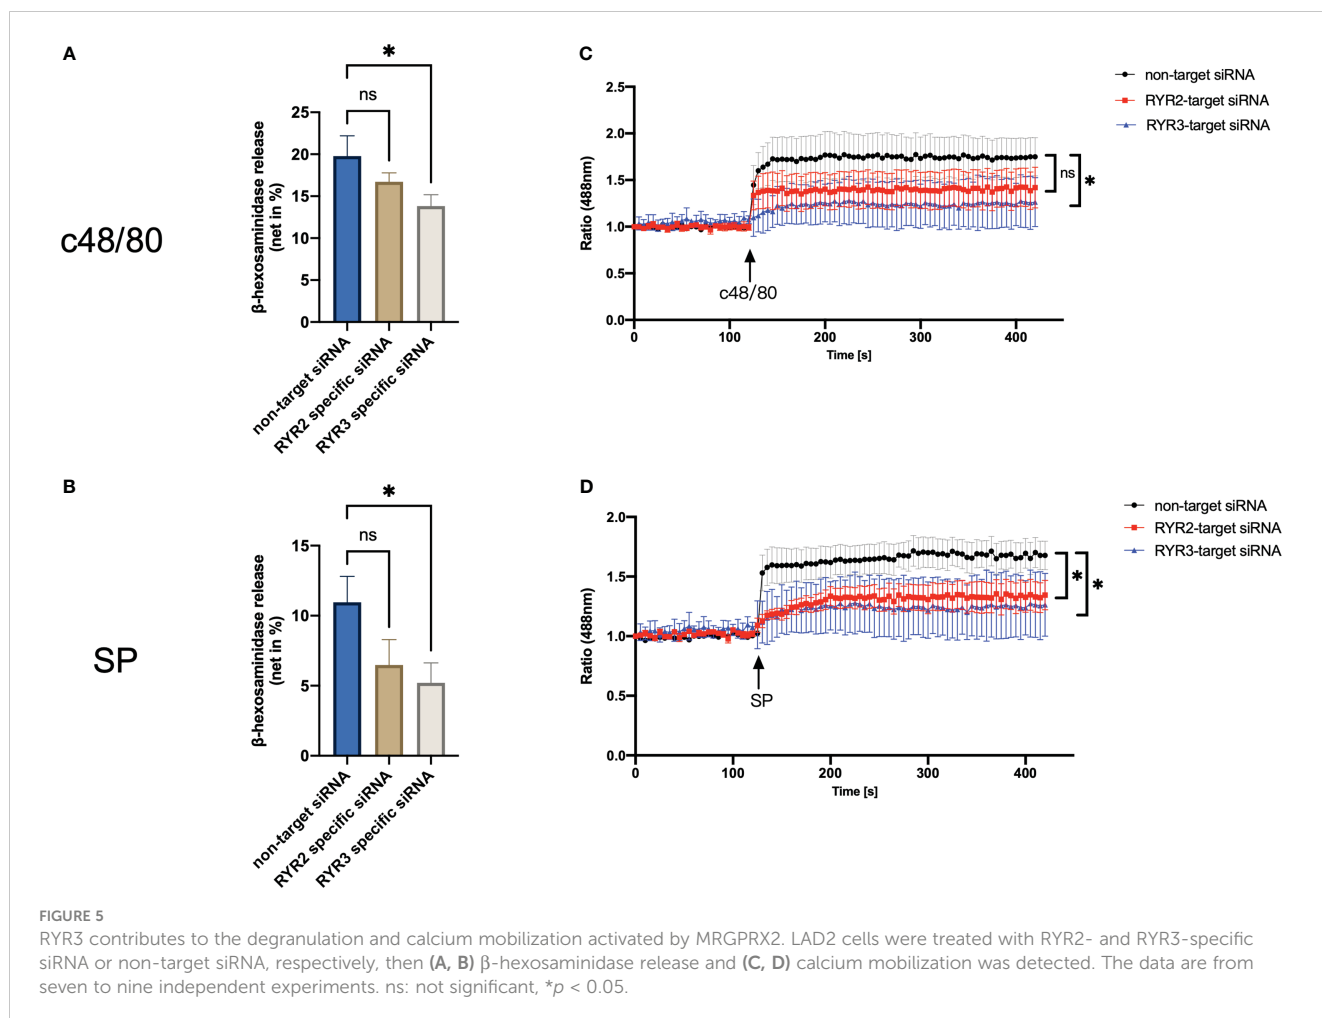 A
*
ns
25
20
15
10
5
0
β-hexosaminidase release
(net in %)
non-target siRNA
RYR2 specific siRNA
RYR3 specific siRNA
c48/80
C
non-target siRNA
RYR2-target siRNA
RYR3-target siRNA
2.5
2.0
1.5
1.0
0.5
0.0
Ratio (488nm)
ns
*
c48/80
0 100 200 300 400
Time [s]
B
*
ns
15
10
5
0
β-hexosaminidase release
(net in %)
non-target siRNA
RYR2 specific siRNA
RYR3 specific siRNA
SP
D
non-target siRNA
RYR2-target siRNA
RYR3-target siRNA
2.0
1.5
1.0
0.5
0.0
Ratio (488nm)
*
*
SP
0 100 200 300 400
Time [s]
FIGURE 5
RYR3 contributes to the degranulation and calcium mobilization activated by MRGPRX2. LAD2 cells were treated with RYR2- and RYR3-specific
siRNA or non-target siRNA, respectively, then (A, B) β-hexosaminidase release and (C, D) calcium mobilization was detected. The data are from
seven to nine independent experiments. ns: not significant, *p < 0.05.